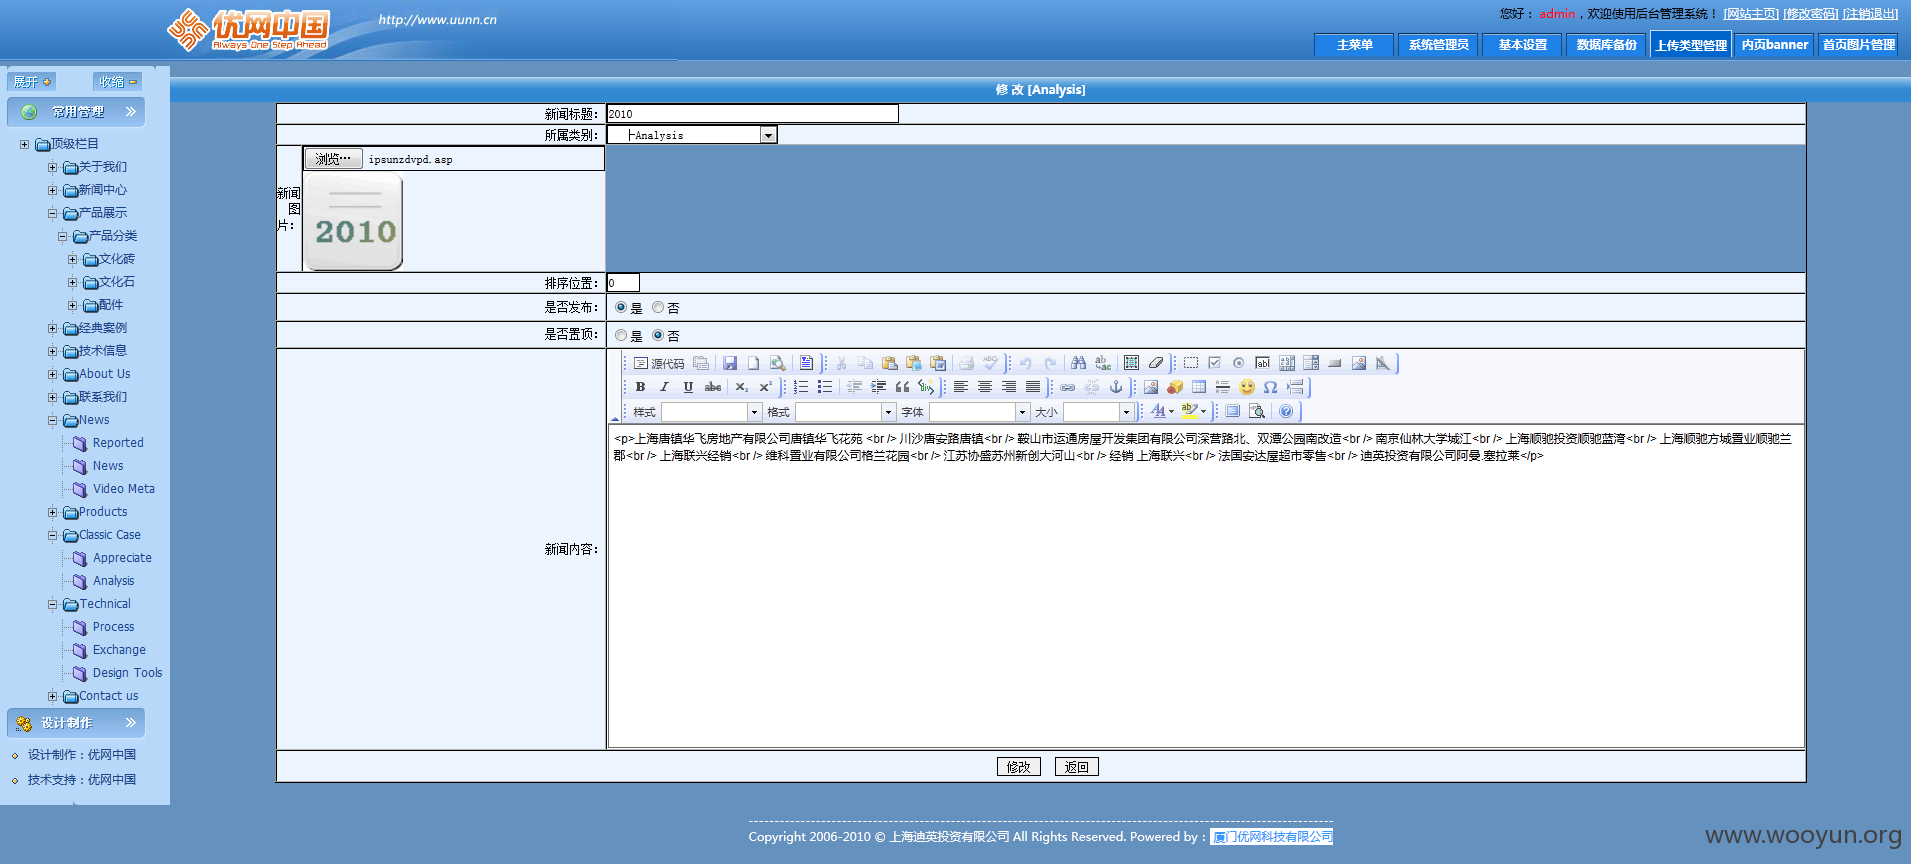 优网中国
Always One Step Ahead
http://www.uunn.cn
您好： admin，欢迎使用后台管理系统！ [网站主页] [修改密码] [注销退出]
主菜单 系统管理员 基本设置 数据库备份 上传类型管理 内页banner 首页图片管理
展开 收缩
常用管理
顶级栏目
关于我们
新闻中心
产品展示
产品分类
文化砖
文化石
配件
经典案例
技术信息
About Us
联系我们
News
Reported
News
Video Meta
Products
Classic Case
Appreciate
Analysis
Technical
Process
Exchange
Design Tools
Contact us
设计制作
设计制作：优网中国
技术支持：优网中国
修 改 [Analysis]
新闻标题： 2010
所属类别： ├Analysis
新闻图片：
浏览… ipsunzdvpd.asp
2010
排序位置： 0
是否发布： 是 否
是否置顶： 是 否
源代码
样式 格式 字体 大小
新闻内容：
<p>上海唐镇华飞房地产有限公司唐镇华飞花苑 <br /> 川沙唐安路唐镇<br /> 鞍山市运通房屋开发集团有限公司深营路北、双潭公园南改造<br /> 南京仙林大学城江<br /> 上海顺驰投资顺驰蓝湾<br /> 上海顺驰方城置业顺驰兰
郡<br /> 上海联兴经销<br /> 维科置业有限公司格兰花园<br /> 江苏协盛苏州新创大河山<br /> 经销 上海联兴<br /> 法国安达屋超市零售<br /> 迪英投资有限公司阿曼.塞拉莱</p>
修改 返回
Copyright 2006-2010 © 上海迪英投资有限公司 All Rights Reserved. Powered by : 厦门优网科技有限公司
www.wooyun.org